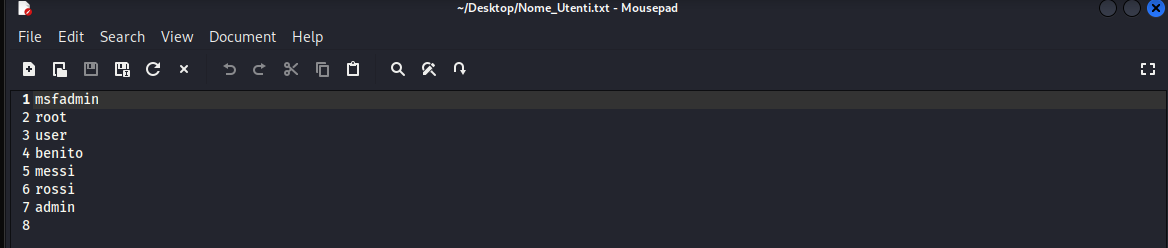 ~/Desktop/Nome_Utenti.txt - Mousepad
File Edit Search View Document Help
1 msfadmin
2 root
3 user
4 benito
5 messi
6 rossi
7 admin
8